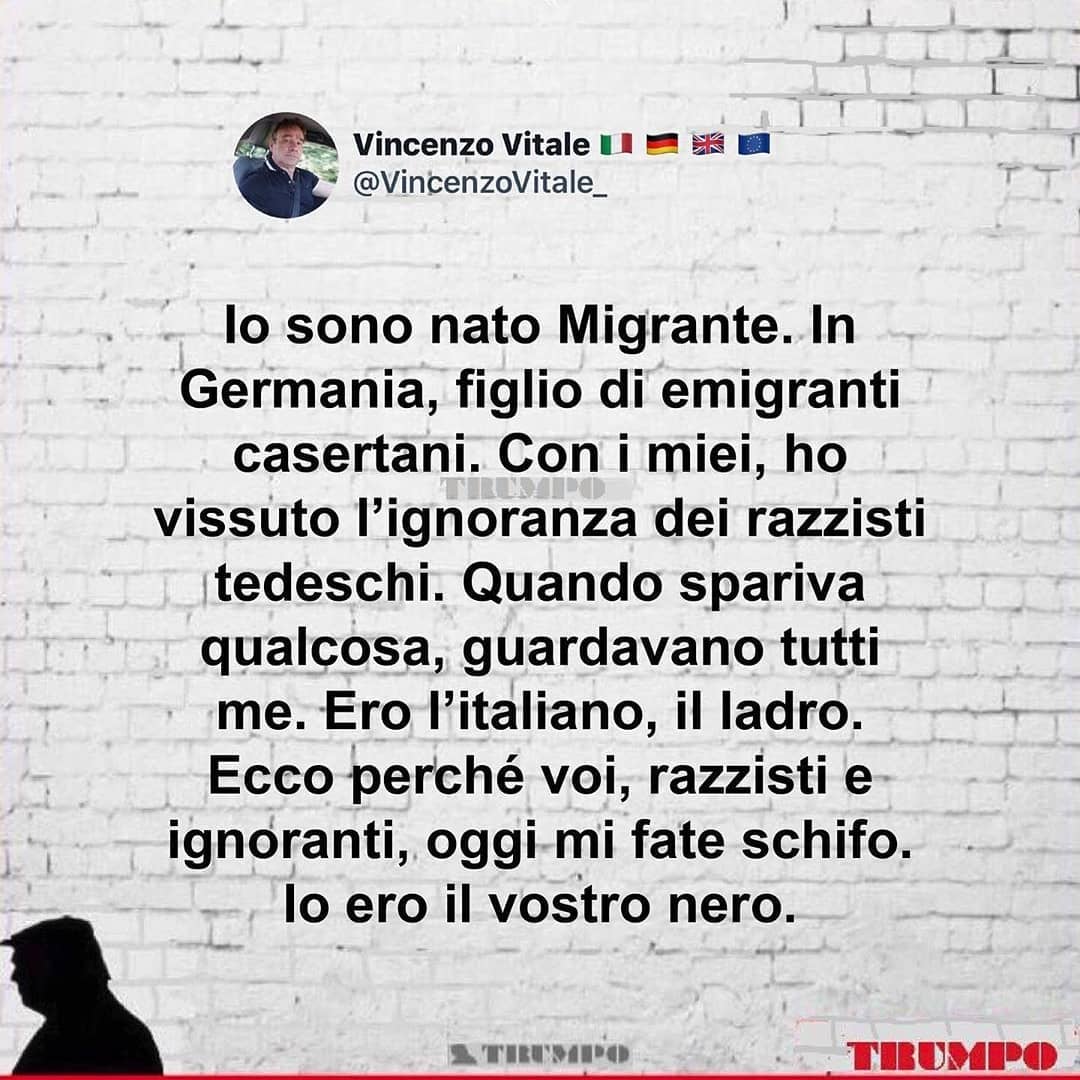 Vincenzo Vitale 🇮🇹 🇩🇪 🇬🇧 🇪🇺
@VincenzoVitale_
Io sono nato Migrante. In
Germania, figlio di emigranti
casertani. Con i miei, ho
TRUMPO
vissuto l’ignoranza dei razzisti
tedeschi. Quando spariva
qualcosa, guardavano tutti
me. Ero l’italiano, il ladro.
Ecco perché voi, razzisti e
ignoranti, oggi mi fate schifo.
Io ero il vostro nero.
TRUMPO
TRUMPO